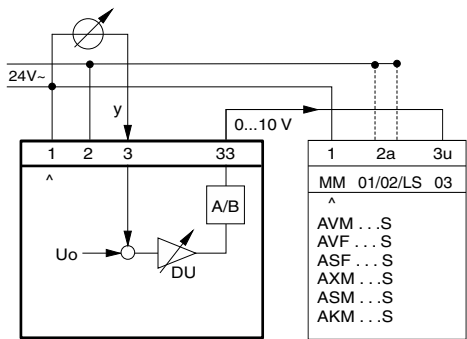 24V~
y
0...10 V
1 2 3 33
1 2a 3u
^
A/B
MM 01/02/LS 03
^
Uo
DU
AVM . . .S
AVF . . .S
ASF . . .S
AXM . . .S
ASM . . .S
AKM . . .S